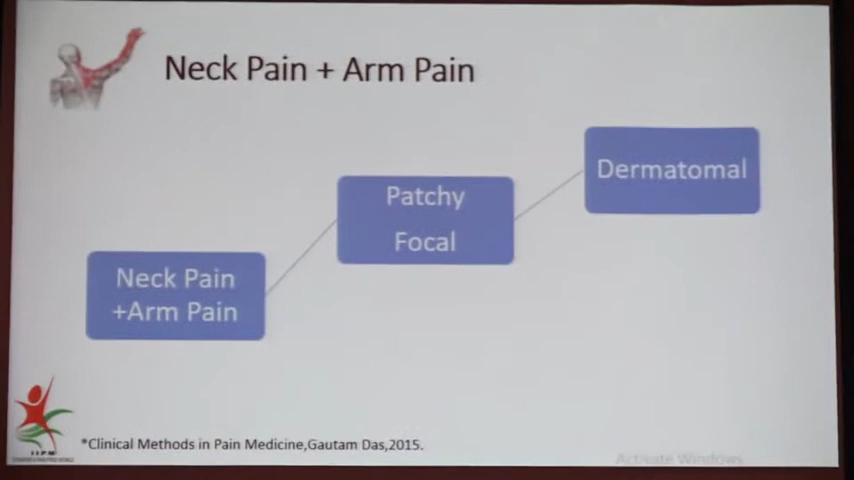 Neck Pain + Arm Pain
Dermatomal
Patchy
Focal
Neck Pain
+Arm Pain
*Clinical Methods in Pain Medicine,Gautam Das,2015.
IIPM
Activate Windows